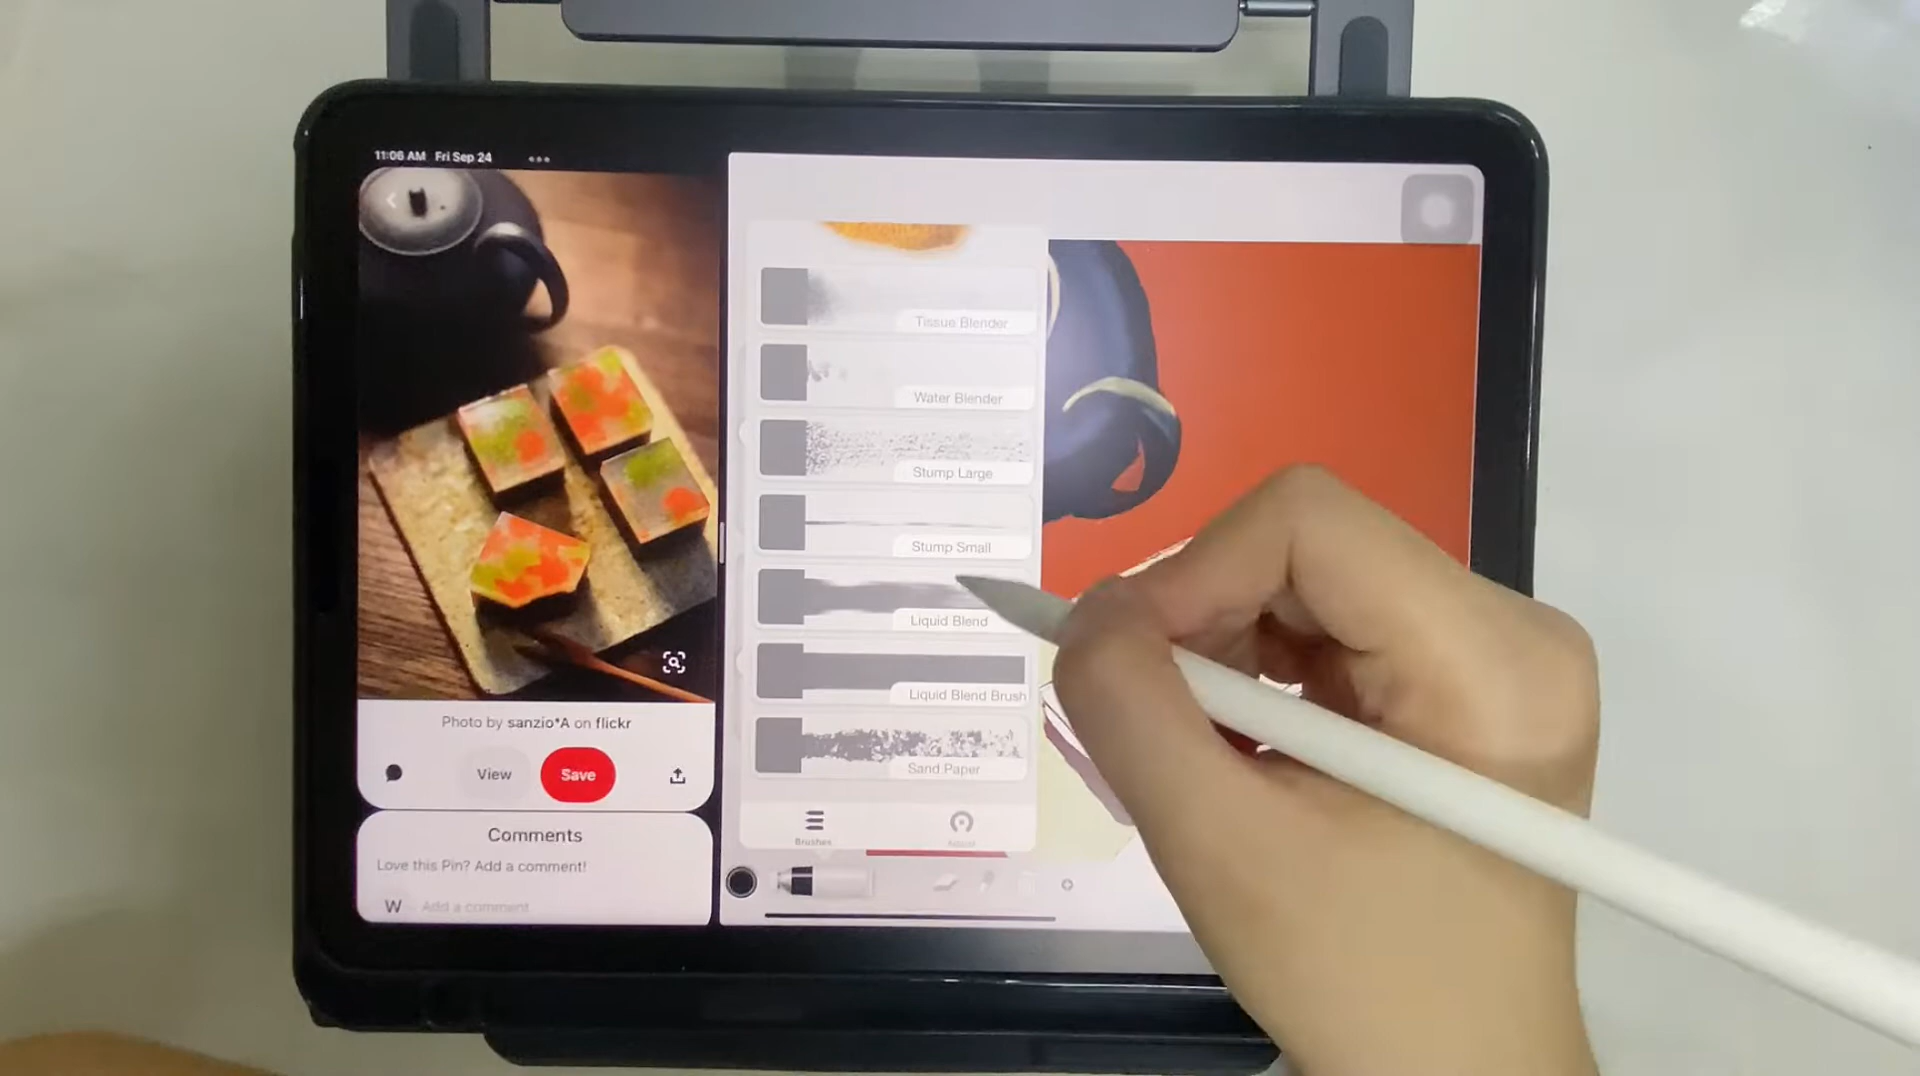 11:06 AM Fri Sep 24
Photo by sanzio*A on flickr
View
Save
Comments
Love this Pin? Add a comment!
W
Add a comment
Tissue Blender
Water Blender
Stump Large
Stump Small
Liquid Blend
Liquid Blend Brush
Sand Paper
Brushes